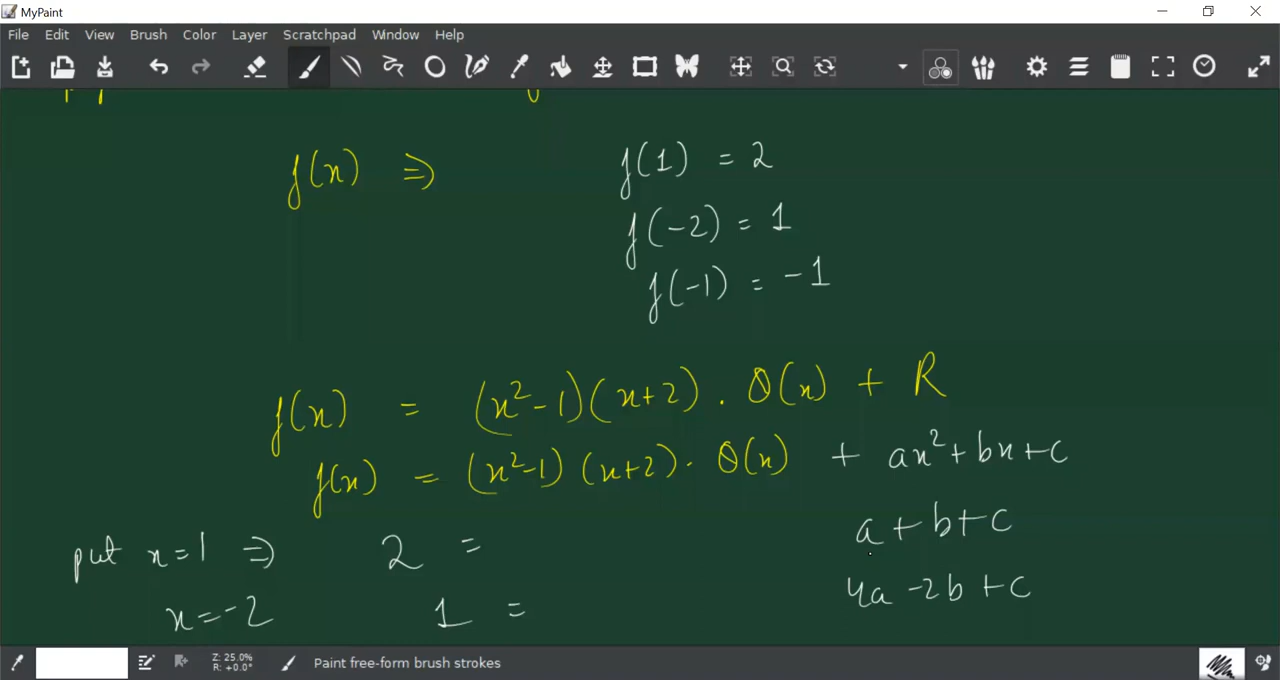 MyPaint
File Edit View Brush Color Layer Scratchpad Window Help
f(x) ⇒
f(1) = 2
f(-2) = 1
f(-1) = -1
f(x) = (x²-1)(x+2) . Q(x) + R
f(x) = (x²-1)(x+2) . Q(x) + ax²+bx+c
put x=1 ⇒ 2 = a+b+c
x=-2 1 = 4a-2b+c
Z: 25.0%
R: +0.0°
Paint free-form brush strokes